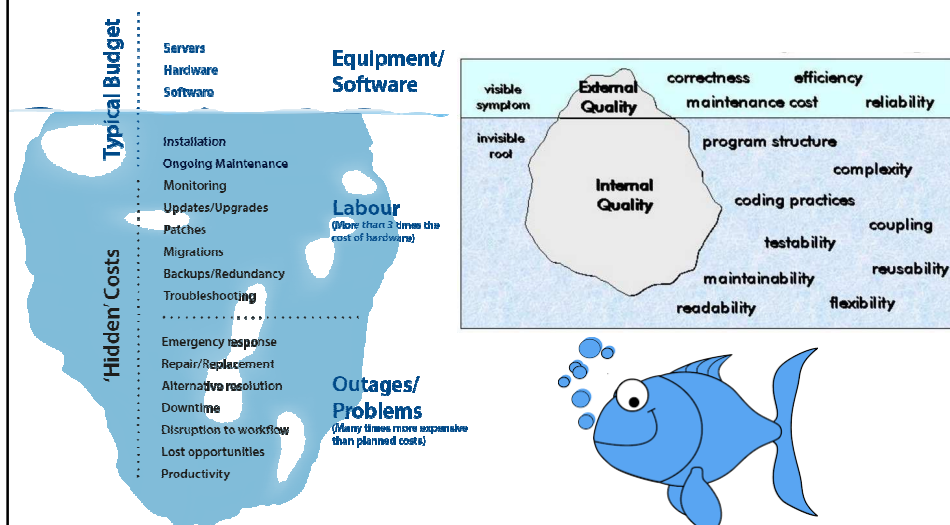 Typical Budget
Servers
Hardware
Software
Equipment/
Software
'Hidden' Costs
Installation
Ongoing Maintenance
Monitoring
Updates/Upgrades
Patches
Migrations
Backups/Redundancy
Troubleshooting
Labour
(More than 3 times the
cost of hardware)
Emergency response
Repair/Replacement
Alternative resolution
Downtime
Disruption to workflow
Lost opportunities
Productivity
Outages/
Problems
(Many times more expensive
than planned costs)
visible
symptom
External
Quality
correctness
efficiency
maintenance cost
reliability
invisible
root
Internal
Quality
program structure
complexity
coding practices
coupling
testability
reusability
maintainability
flexibility
readability